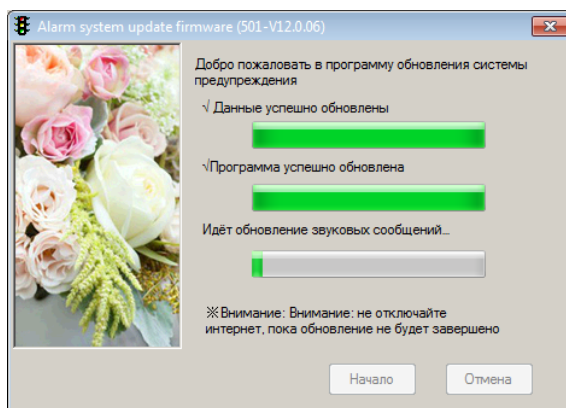 Alarm system update firmware (501-V12.0.06)
Добро пожаловать в программу обновления системы
предупреждения
√ Данные успешно обновлены
√Программа успешно обновлена
Идёт обновление звуковых сообщений...
※Внимание: Внимание: не отключайте
интернет, пока обновление не будет завершено
Начало
Отмена